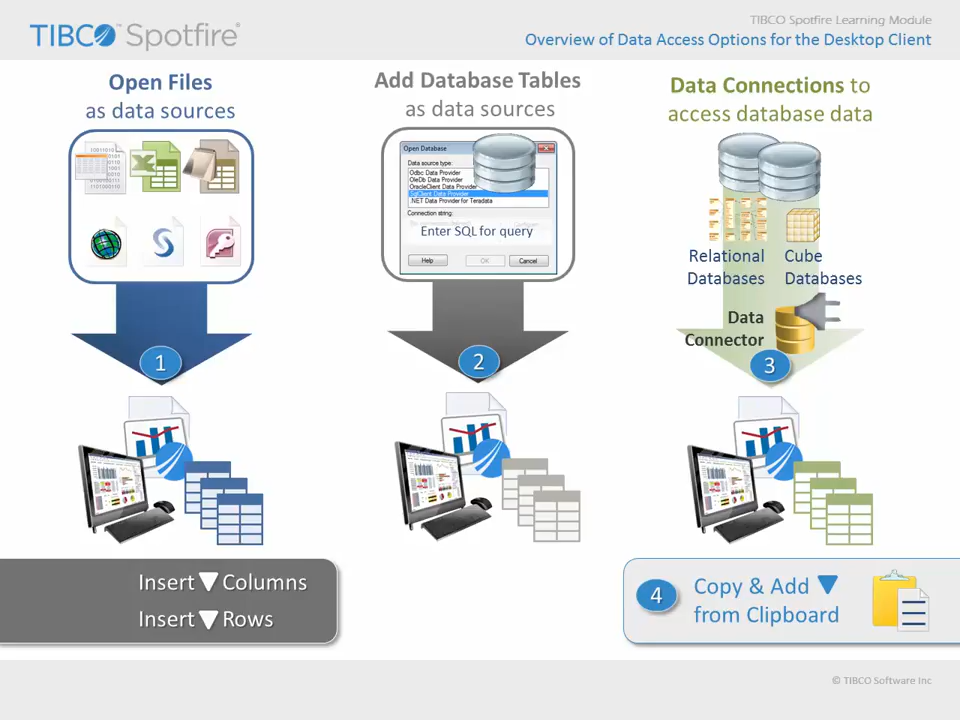 TIBCO™ Spotfire®
TIBCO Spotfire Learning Module
Overview of Data Access Options for the Desktop Client
Open Files
as data sources
Add Database Tables
as data sources
Open Database
Data source type:
Odbc Data Provider
OleDb Data Provider
OracleClient Data Provider
SqlClient Data Provider
.NET Data Provider for Teradata
Connection string:
Enter SQL for query
Help
OK
Cancel
Data Connections to
access database data
Relational
Databases
Cube
Databases
Data
Connector
1
2
3
Insert ▼ Columns
Insert ▼ Rows
4
Copy & Add ▼
from Clipboard
© TIBCO Software Inc